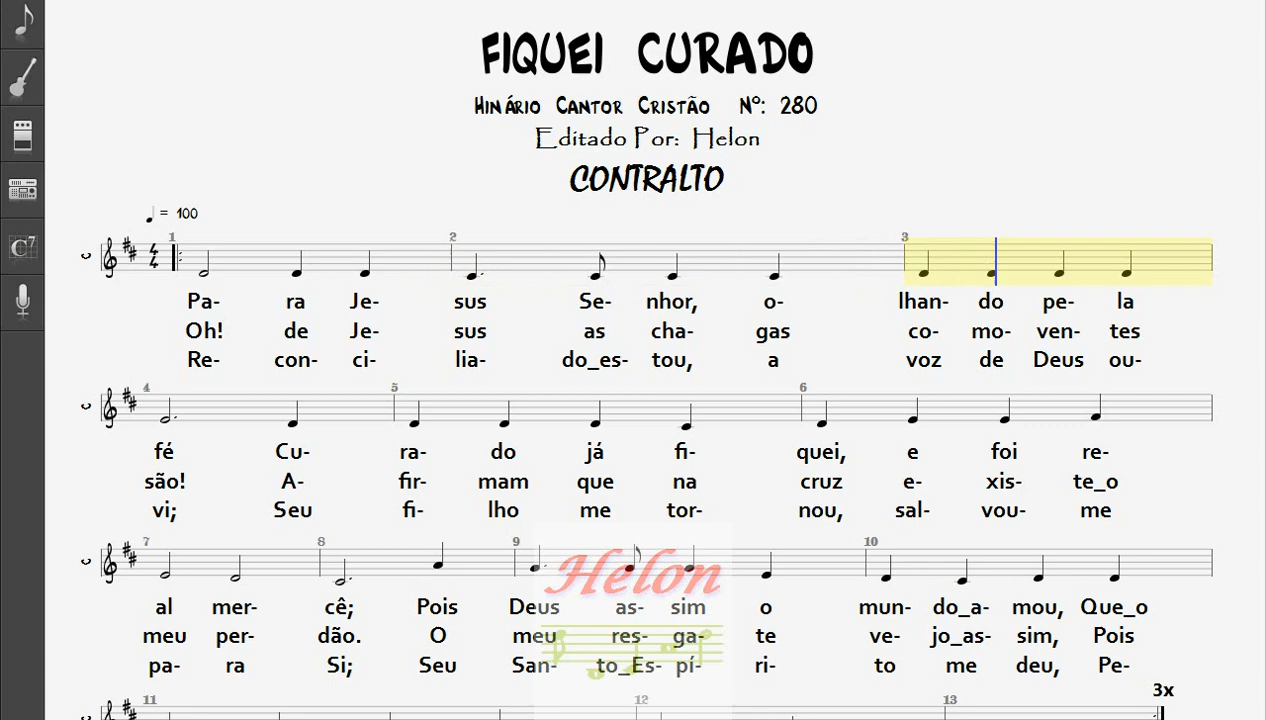 FIQUEI CURADO
Hinário Cantor Cristão Nº: 280
Editado Por: Helon
CONTRALTO
= 100
1 2 3
Pa- ra Je- sus Se- nhor, o- lhan- do pe- la
Oh! de Je- sus as cha- gas co- mo- ven- tes
Re- con- ci- lia- do_es- tou, a voz de Deus ou-
4 5 6
fé Cu- ra- do já fi- quei, e foi re-
são! A- fir- mam que na cruz e- xis- te_o
vi; Seu fi- lho me tor- nou, sal- vou- me
7 8 9 10
al mer- cê; Pois Deus as- sim o mun- do_a- mou, Que_o
meu per- dão. O meu res- ga- te ve- jo_as- sim, Pois
pa- ra Si; Seu San- to_Es- pí- ri- to me deu, Pe-
Helon
3x
11 12 13
C7